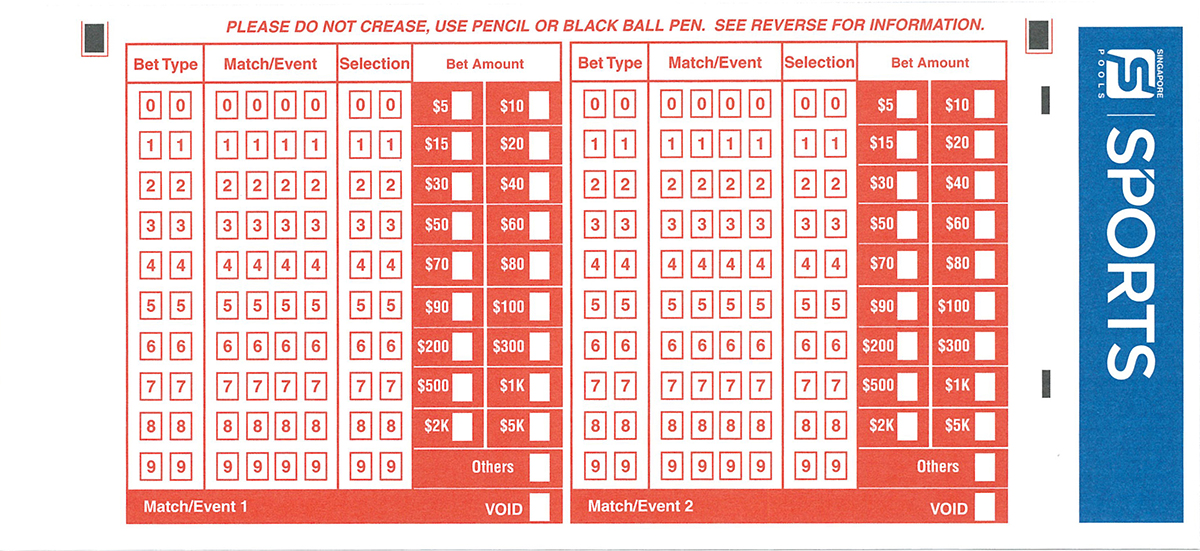 PLEASE DO NOT CREASE, USE PENCIL OR BLACK BALL PEN. SEE REVERSE FOR INFORMATION.
Bet Type Match/Event Selection Bet Amount
0 0 0 0 0 0 0 0 $5 $10
1 1 1 1 1 1 1 1 $15 $20
2 2 2 2 2 2 2 2 $30 $40
3 3 3 3 3 3 3 3 $50 $60
4 4 4 4 4 4 4 4 $70 $80
5 5 5 5 5 5 5 5 $90 $100
6 6 6 6 6 6 6 6 $200 $300
7 7 7 7 7 7 7 7 $500 $1K
8 8 8 8 8 8 8 8 $2K $5K
9 9 9 9 9 9 9 9 Others
Match/Event 1 VOID
Bet Type Match/Event Selection Bet Amount
0 0 0 0 0 0 0 0 $5 $10
1 1 1 1 1 1 1 1 $15 $20
2 2 2 2 2 2 2 2 $30 $40
3 3 3 3 3 3 3 3 $50 $60
4 4 4 4 4 4 4 4 $70 $80
5 5 5 5 5 5 5 5 $90 $100
6 6 6 6 6 6 6 6 $200 $300
7 7 7 7 7 7 7 7 $500 $1K
8 8 8 8 8 8 8 8 $2K $5K
9 9 9 9 9 9 9 9 Others
Match/Event 2 VOID
SINGAPORE
POOLS
SPORTS